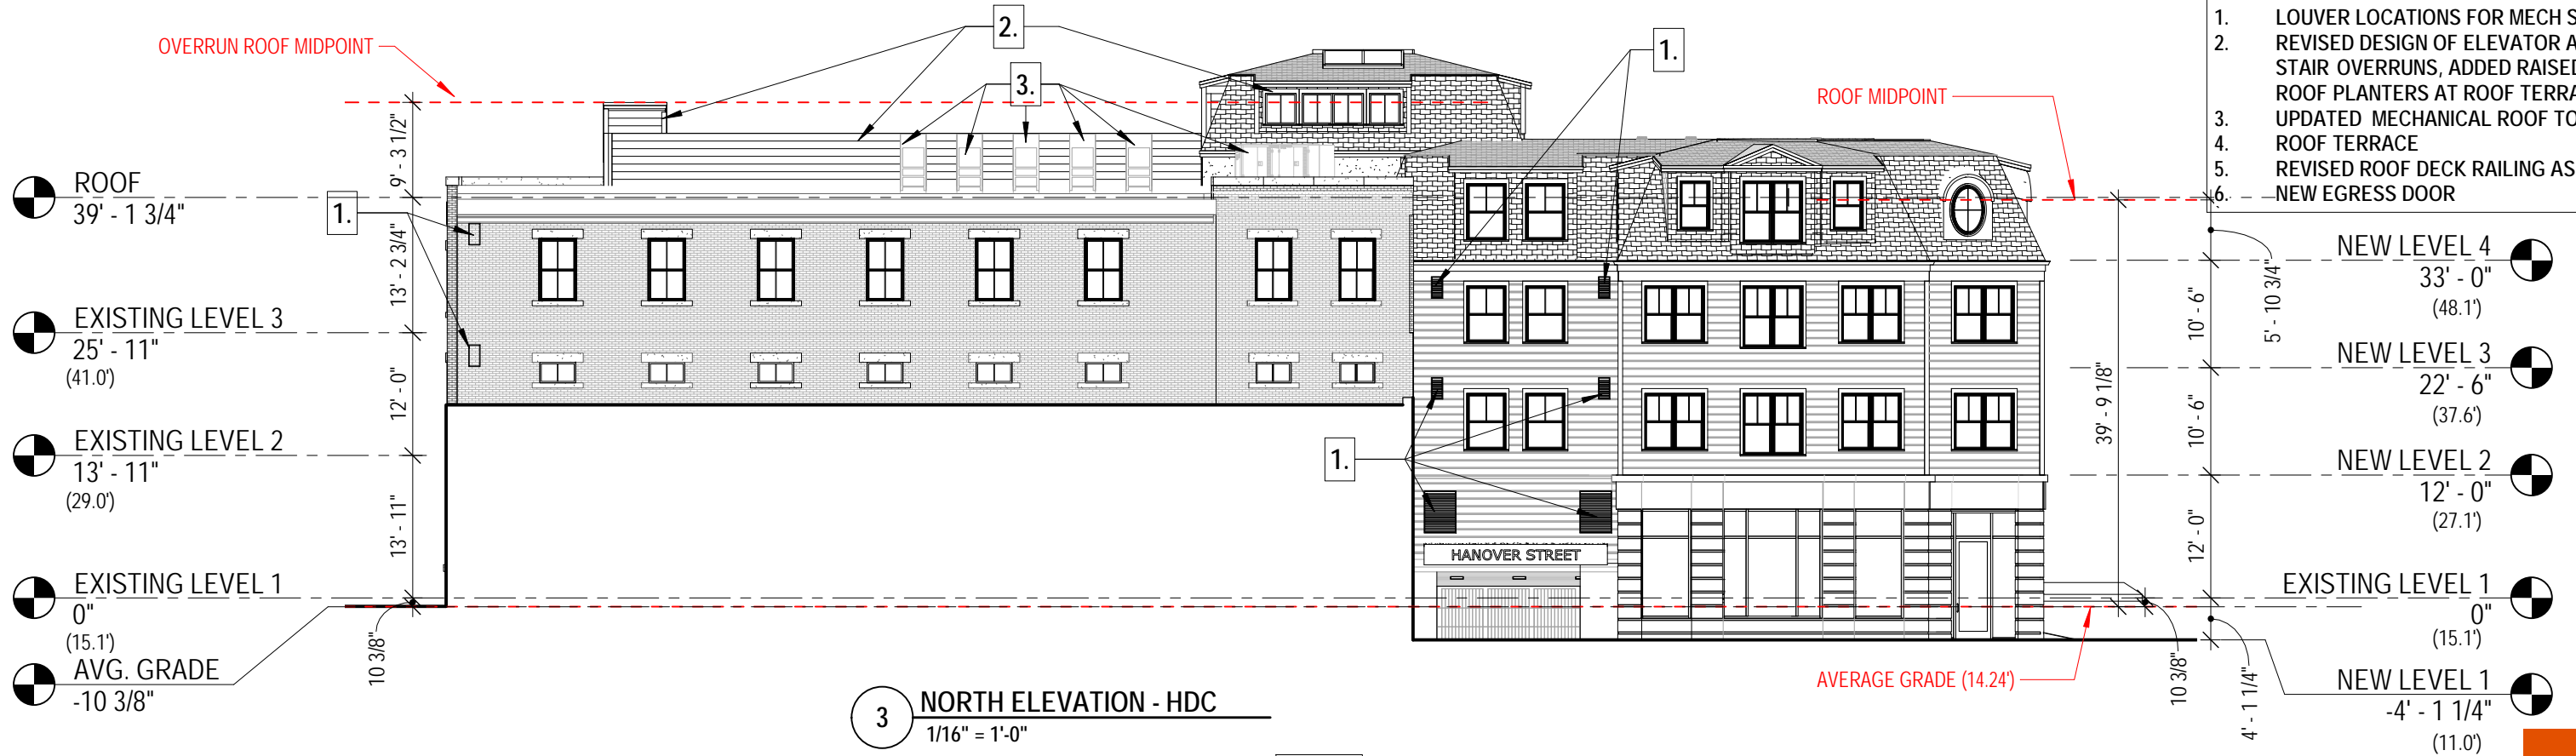 OVERRUN ROOF MIDPOINT
2.
3.
1.
ROOF MIDPOINT
1. LOUVER LOCATIONS FOR MECH S
2. REVISED DESIGN OF ELEVATOR A
STAIR OVERRUNS, ADDED RAISED
ROOF PLANTERS AT ROOF TERRA
3. UPDATED MECHANICAL ROOF TO
4. ROOF TERRACE
5. REVISED ROOF DECK RAILING AS
6. NEW EGRESS DOOR
ROOF
39' - 1 3/4"
EXISTING LEVEL 3
25' - 11"
(41.0')
EXISTING LEVEL 2
13' - 11"
(29.0')
EXISTING LEVEL 1
0"
(15.1')
AVG. GRADE
-10 3/8"
9' - 3 1/2"
13' - 2 3/4"
12' - 0"
13' - 11"
10 3/8"
1.
1.
HANOVER STREET
39' - 9 1/8"
5' - 10 3/4"
10' - 6"
10' - 6"
12' - 0"
10 3/8"
4' - 1 1/4"
NEW LEVEL 4
33' - 0"
(48.1')
NEW LEVEL 3
22' - 6"
(37.6')
NEW LEVEL 2
12' - 0"
(27.1')
EXISTING LEVEL 1
0"
(15.1')
NEW LEVEL 1
-4' - 1 1/4"
(11.0')
AVERAGE GRADE (14.24')
3 NORTH ELEVATION - HDC
1/16" = 1'-0"